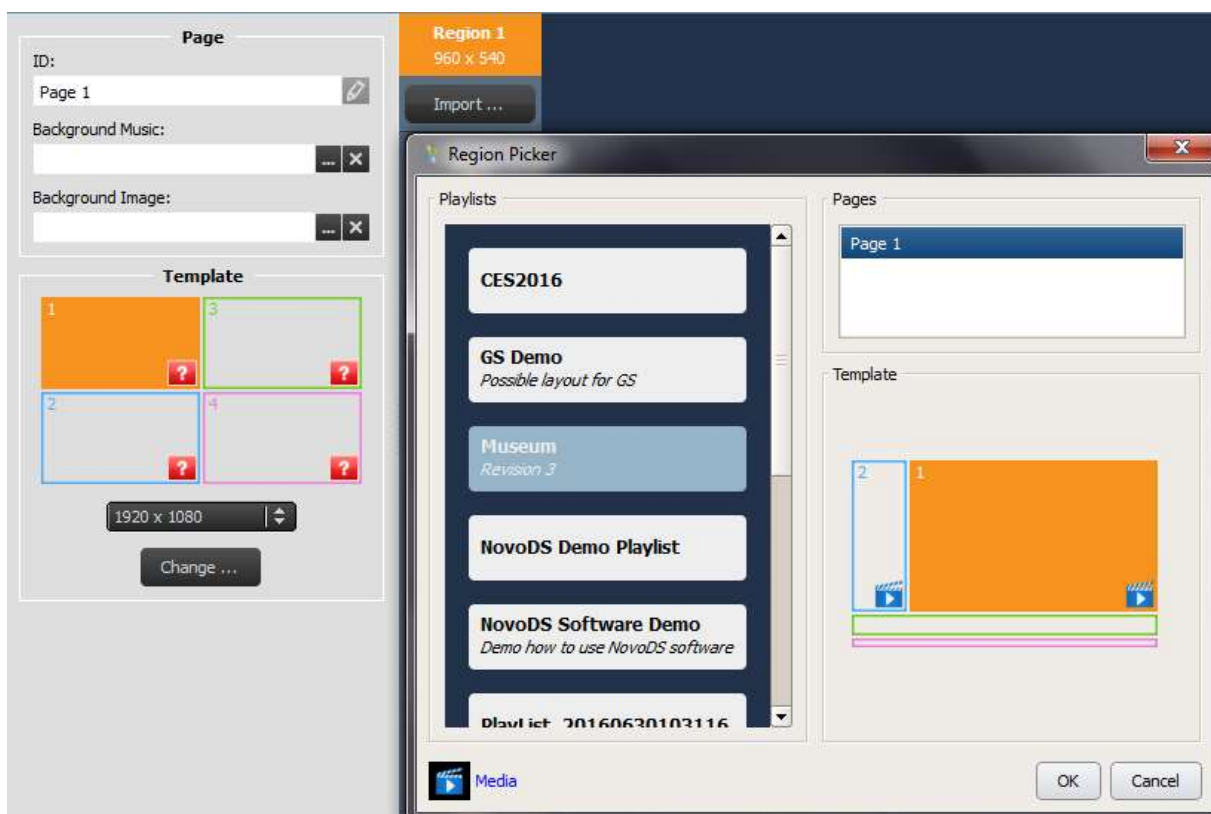 Page
ID:
Page 1
Background Music:
...
Background Image:
...
Template
1
3
?
?
2
4
?
?
1920 x 1080
Change ...
Region 1
960 x 540
Import ...
Region Picker
Playlists
CES2016
GS Demo
Possible layout for GS
Museum
Revision 3
NovoDS Demo Playlist
NovoDS Software Demo
Demo how to use NovoDS software
PlayList_20160630103116
Media
Pages
Page 1
Template
2
1
OK
Cancel